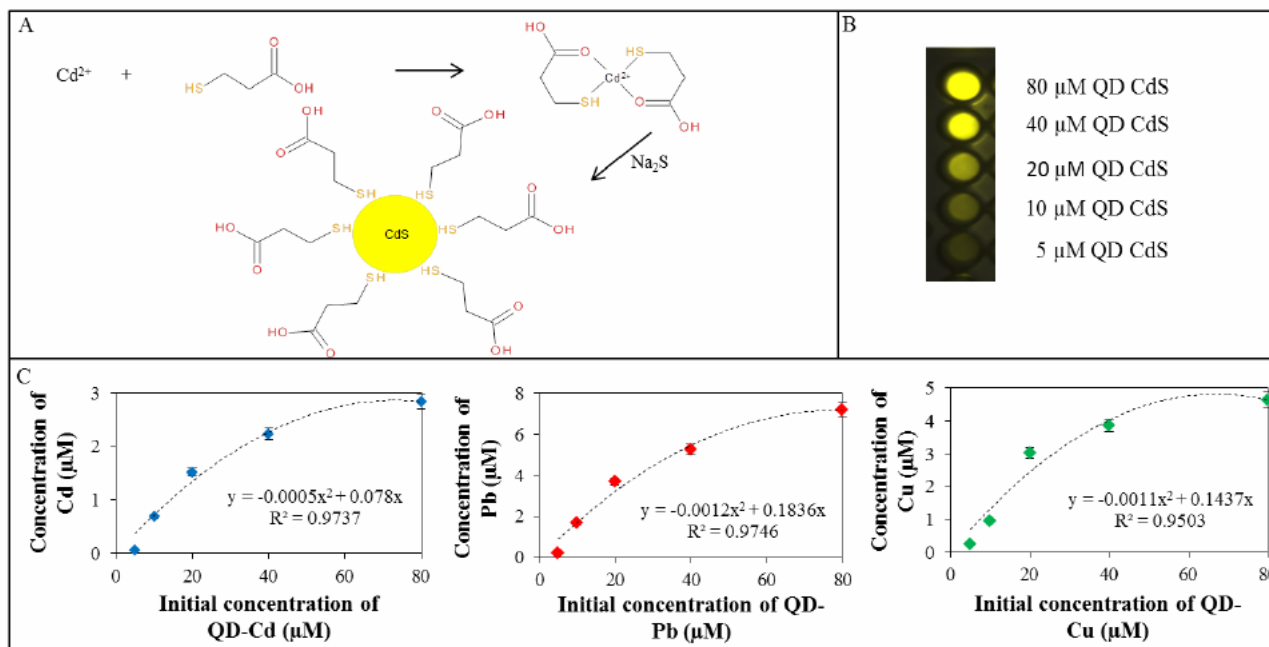 A
Cd²⁺ + HS O OH
HO O HS
Cd²⁺
SH O OH
Na₂S
HO O SH
O OH HS
HO O SH
CdS
HS O OH
HO O SH
HS O OH
B
80 µM QD CdS
40 µM QD CdS
20 µM QD CdS
10 µM QD CdS
5 µM QD CdS
C
Concentration of
Cd (µM)
3
2
1
0
y = -0.0005x² + 0.078x
R² = 0.9737
0 20 40 60 80
Initial concentration of
QD-Cd (µM)
Concentration of
Pb (µM)
8
6
4
2
0
y = -0.0012x² + 0.1836x
R² = 0.9746
0 20 40 60 80
Initial concentration of QD-
Pb (µM)
Concentration of
Cu (µM)
5
4
3
2
1
0
y = -0.0011x² + 0.1437x
R² = 0.9503
0 20 40 60 80
Initial concentration of QD-
Cu (µM)